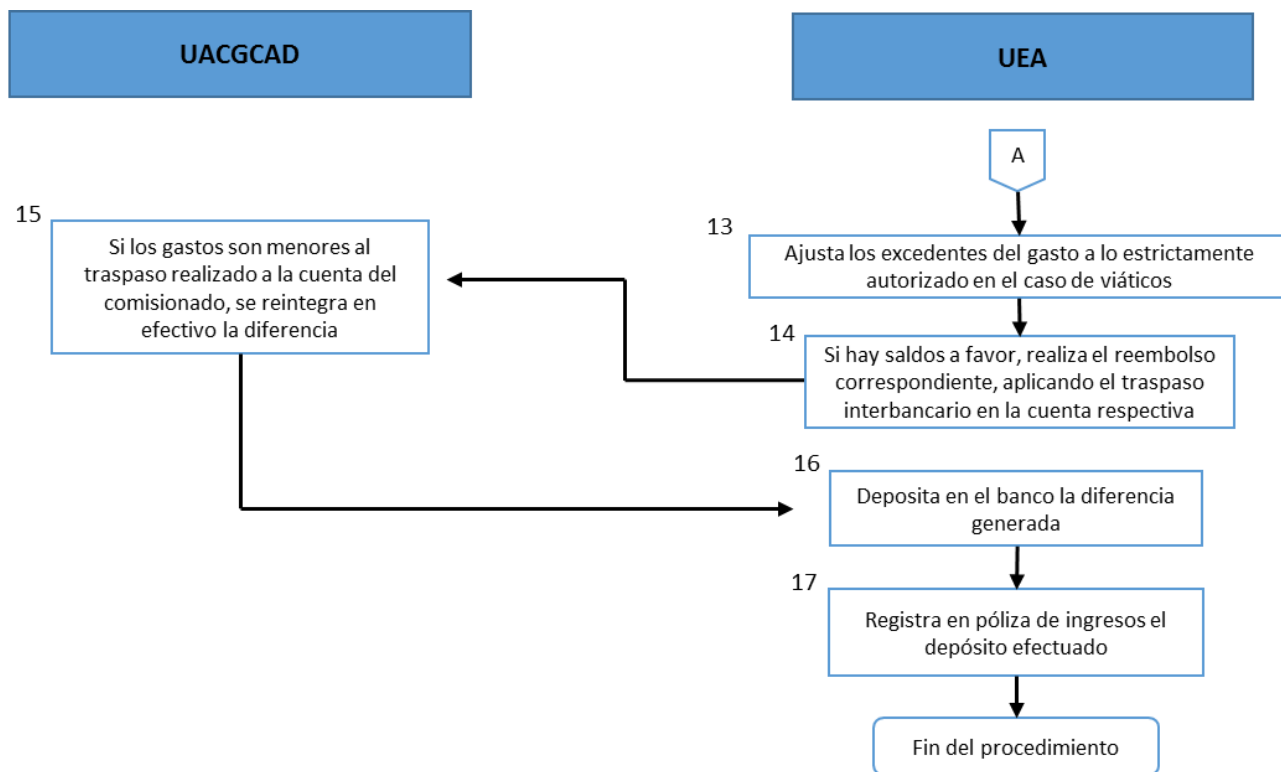 UACGCAD
UEA
A
13
Ajusta los excedentes del gasto a lo estrictamente
autorizado en el caso de viáticos
14
Si hay saldos a favor, realiza el reembolso
correspondiente, aplicando el traspaso
interbancario en la cuenta respectiva
15
Si los gastos son menores al
traspaso realizado a la cuenta del
comisionado, se reintegra en
efectivo la diferencia
16
Deposita en el banco la diferencia
generada
17
Registra en póliza de ingresos el
depósito efectuado
Fin del procedimiento